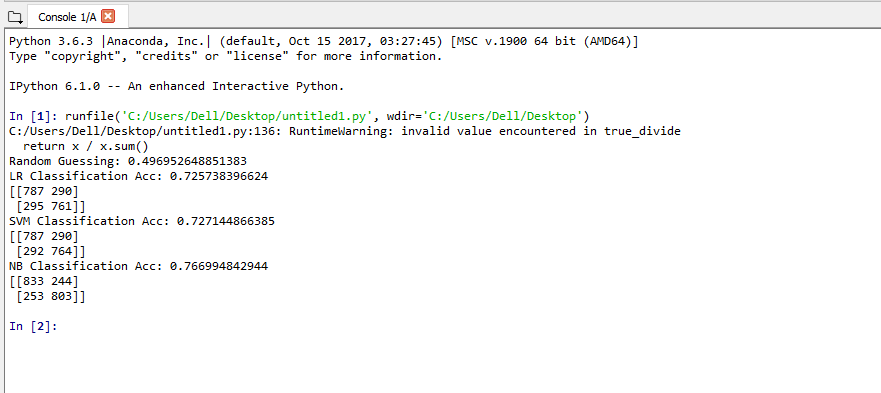 Console 1/A
Python 3.6.3 |Anaconda, Inc.| (default, Oct 15 2017, 03:27:45) [MSC v.1900 64 bit (AMD64)]
Type "copyright", "credits" or "license" for more information.
IPython 6.1.0 -- An enhanced Interactive Python.
In [1]: runfile('C:/Users/Dell/Desktop/untitled1.py', wdir='C:/Users/Dell/Desktop')
C:/Users/Dell/Desktop/untitled1.py:136: RuntimeWarning: invalid value encountered in true_divide
return x / x.sum()
Random Guessing: 0.496952648851383
LR Classification Acc: 0.725738396624
[[787 290]
[295 761]]
SVM Classification Acc: 0.727144866385
[[787 290]
[292 764]]
NB Classification Acc: 0.766994842944
[[833 244]
[253 803]]
In [2]: